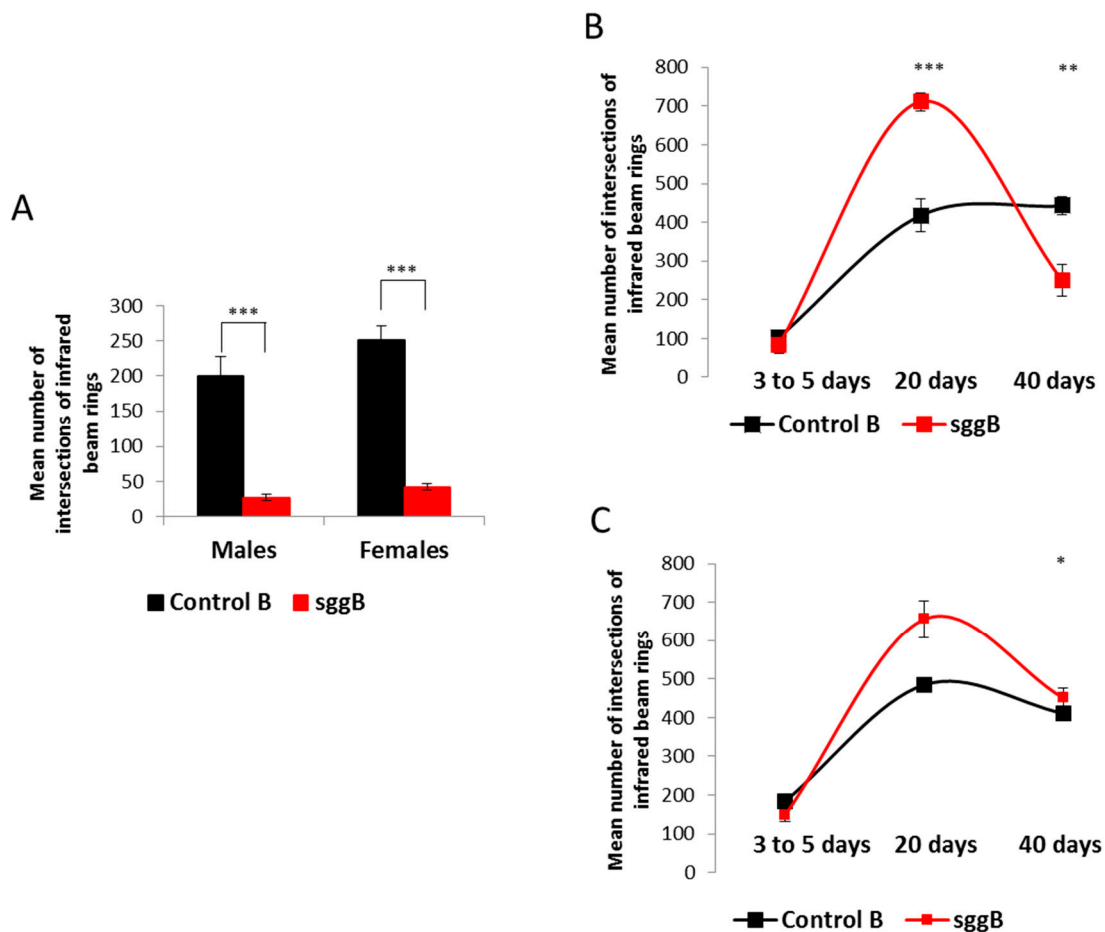 A
Mean number of
intersections of infrared
beam rings
300
250
200
150
100
50
0
***
***
Males
Females
Control B
sggB
B
Mean number of intersections of
infrared beam rings
800
700
600
500
400
300
200
100
0
***
**
3 to 5 days
20 days
40 days
Control B
sggB
C
Mean number of intersections of
infrared beam rings
800
700
600
500
400
300
200
100
0
*
3 to 5 days
20 days
40 days
Control B
sggB